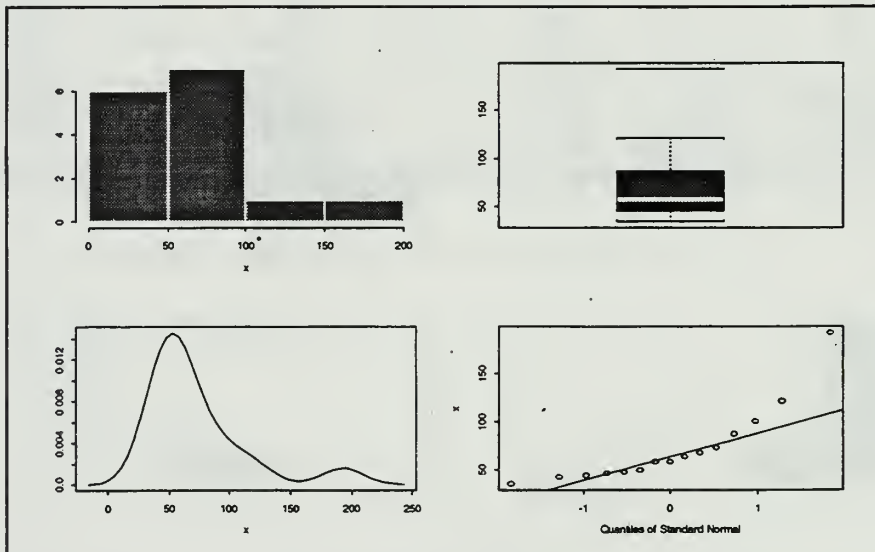 0 2 4 6
0 50 100 150 200
x
50 100 150
0.0 0.004 0.008 0.012
0 50 100 150 200 250
x
x
50 100 150
-1 0 1
Quantiles of Standard Normal